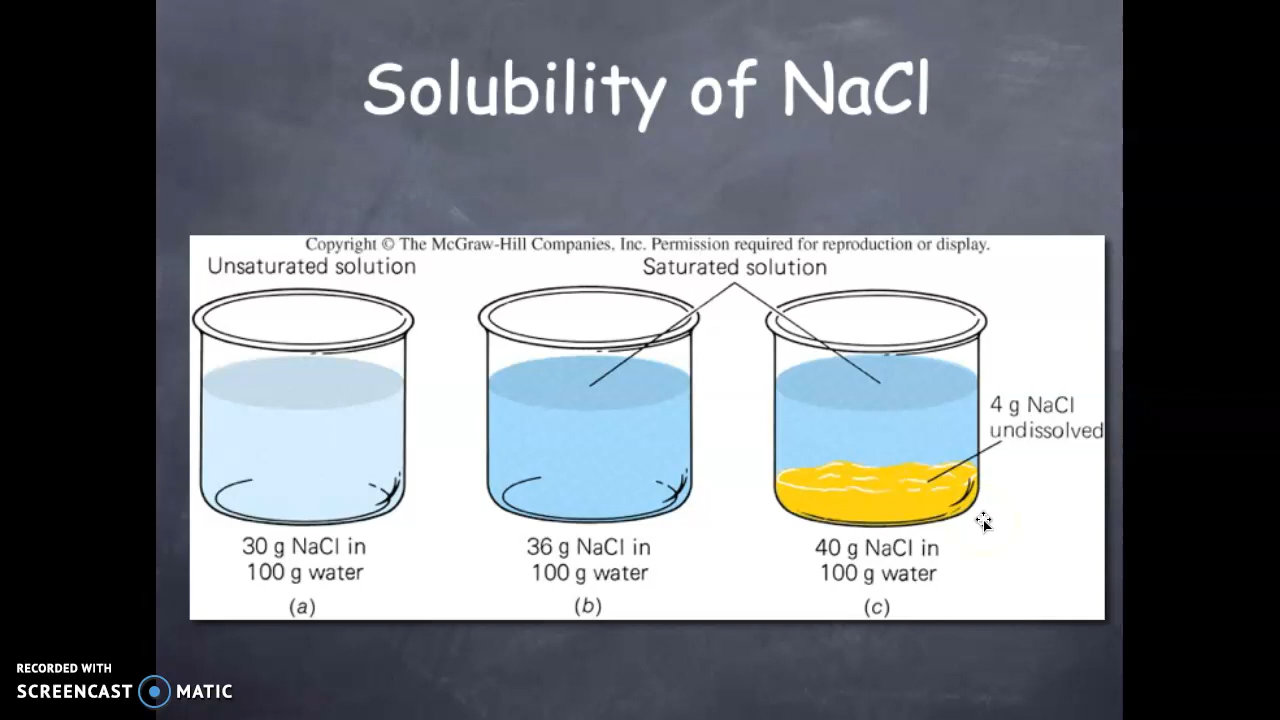 Solubility of NaCl
Copyright © The McGraw-Hill Companies, Inc. Permission required for reproduction or display.
Unsaturated solution
Saturated solution
4 g NaCl
undissolved
30 g NaCl in
100 g water
(a)
36 g NaCl in
100 g water
(b)
40 g NaCl in
100 g water
(c)
RECORDED WITH
SCREENCAST MATIC